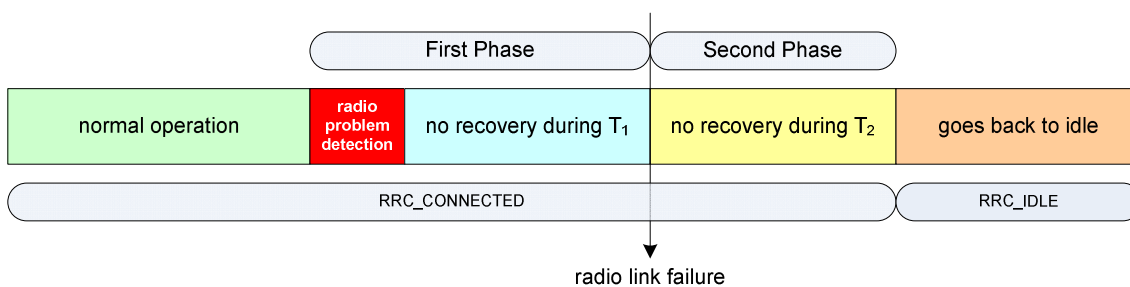 First Phase
Second Phase
normal operation
radio
problem
detection
no recovery during T₁
no recovery during T₂
goes back to idle
RRC_CONNECTED
RRC_IDLE
radio link failure